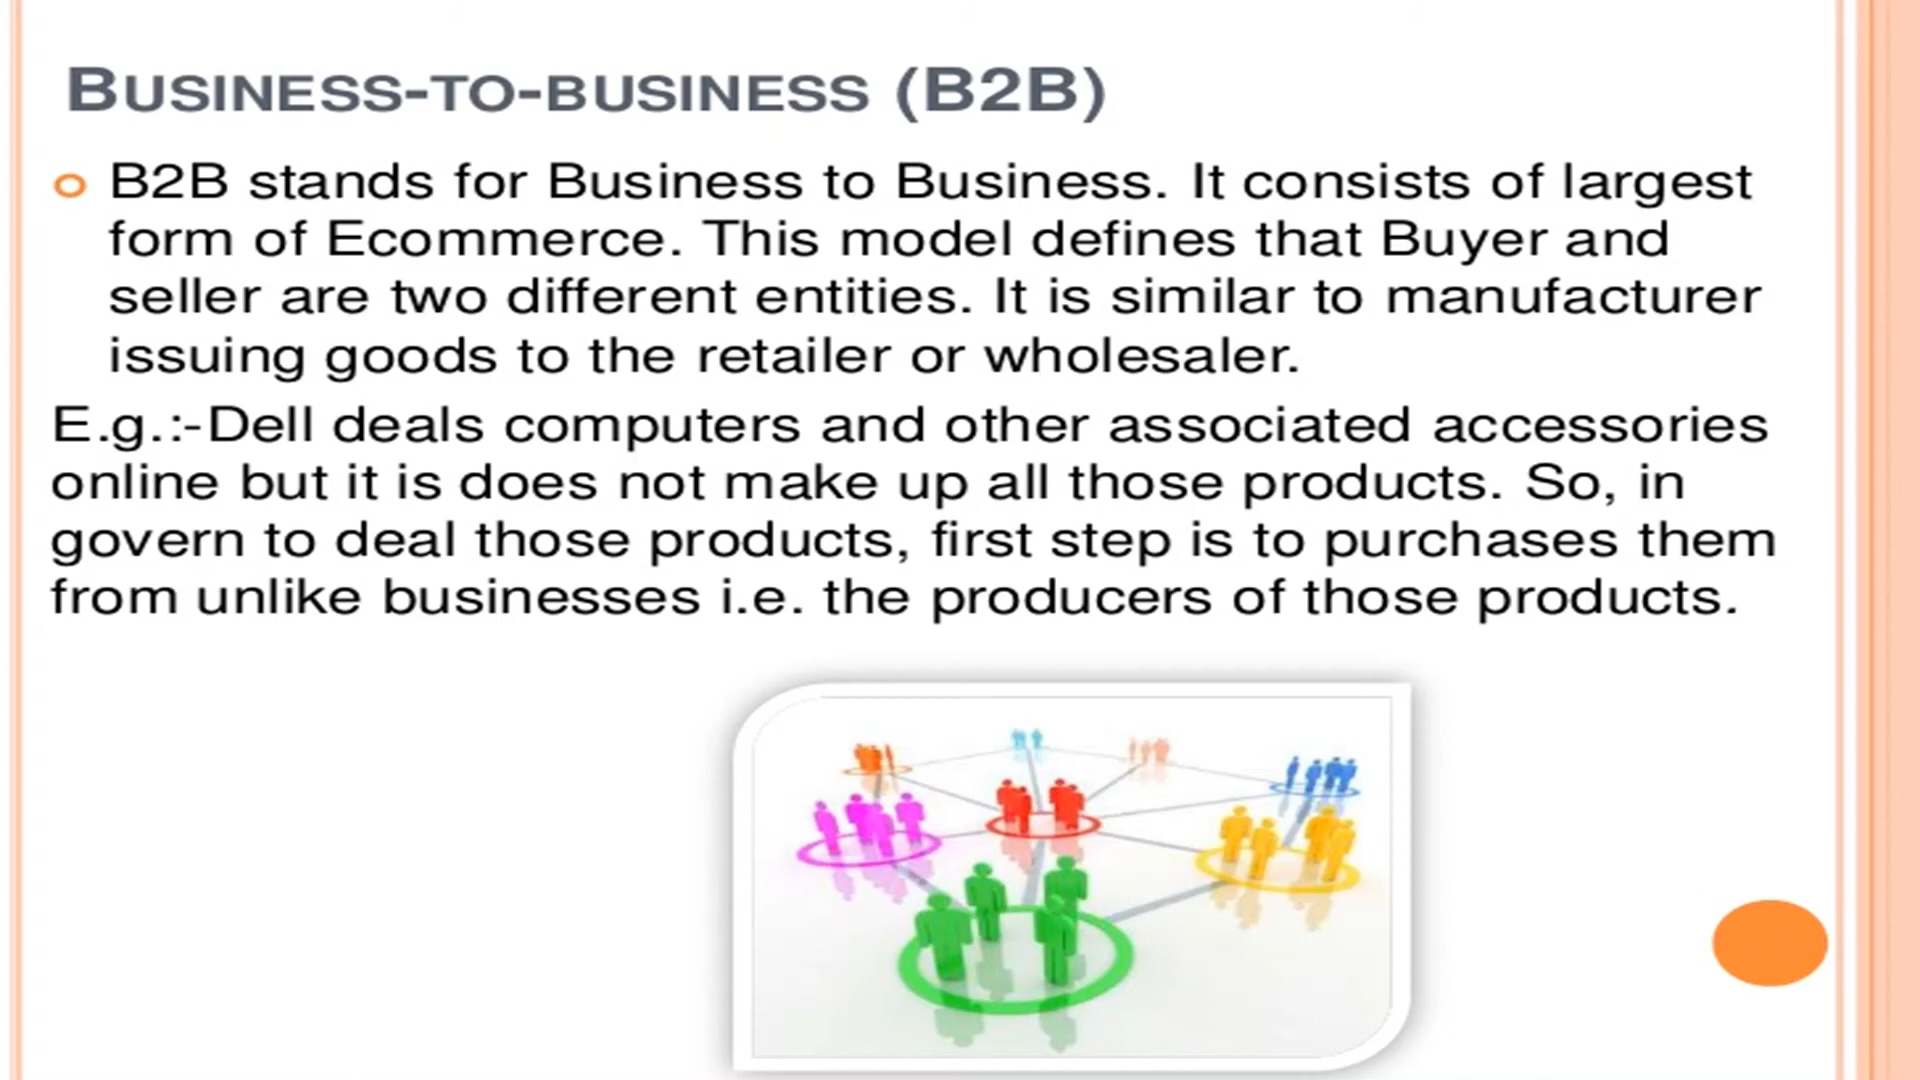 BUSINESS-TO-BUSINESS (B2B)
B2B stands for Business to Business. It consists of largest
form of Ecommerce. This model defines that Buyer and
seller are two different entities. It is similar to manufacturer
issuing goods to the retailer or wholesaler.
E.g.:-Dell deals computers and other associated accessories
online but it is does not make up all those products. So, in
govern to deal those products, first step is to purchases them
from unlike businesses i.e. the producers of those products.